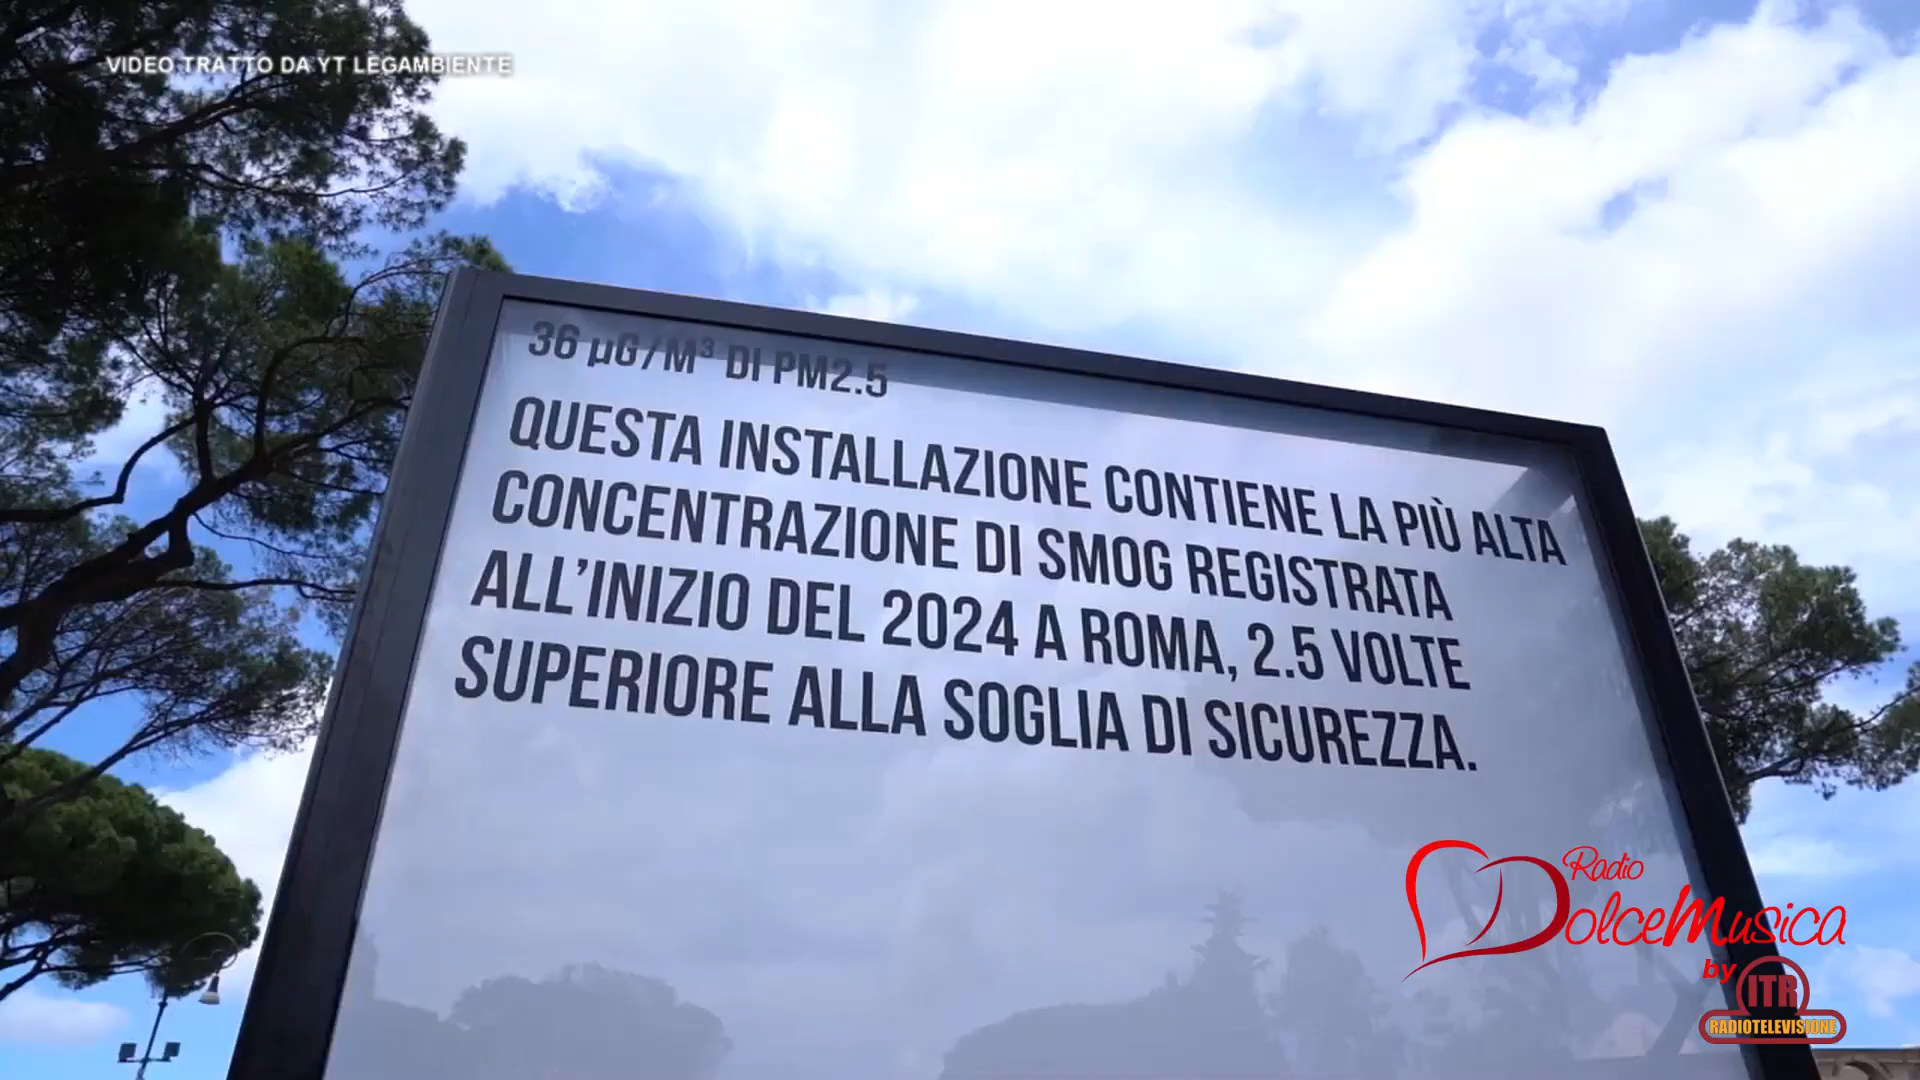 VIDEO TRATTO DA YT LEGAMBIENTE
36 µG/M³ DI PM2.5
QUESTA INSTALLAZIONE CONTIENE LA PIÙ ALTA
CONCENTRAZIONE DI SMOG REGISTRATA
ALL'INIZIO DEL 2024 A ROMA, 2.5 VOLTE
SUPERIORE ALLA SOGLIA DI SICUREZZA.
Radio
DolceMusica
by ITR
RADIOTELEVISIONE